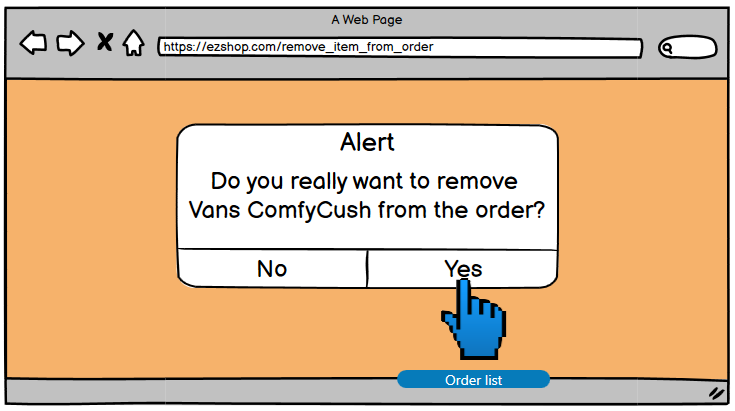 A Web Page
https://ezshop.com/remove_item_from_order
Alert
Do you really want to remove
Vans ComfyCush from the order?
No
Yes
Order list